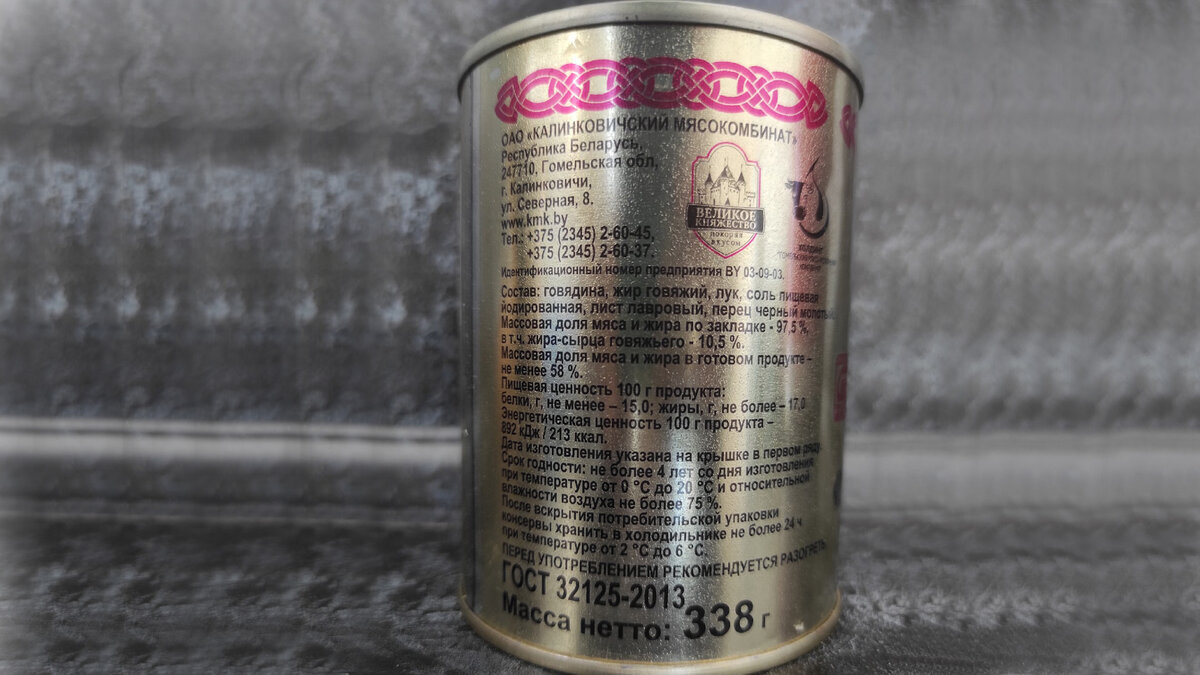 ОАО «КАЛИНКОВИЧСКИЙ МЯСОКОМБИНАТ»
Республика Беларусь,
247710, Гомельская обл,
г. Калинковичи,
ул. Северная, 8.
www.kmk.by
Тел.: +375 (2345) 2-60-45,
+375 (2345) 2-60-37.
ВЕЛИКОЕ
КНЯЖЕСТВО
покоряя
вкусом
холдинг
Идентификационный номер предприятия BY 03-09-03.
Состав: говядина, жир говяжий, лук, соль пищевая
йодированная, лист лавровый, перец черный молотый.
Массовая доля мяса и жира по закладке - 97,5 %,
в т.ч. жира-сырца говяжьего - 10,5 %.
Массовая доля мяса и жира в готовом продукте –
не менее 58 %.
Пищевая ценность 100 г продукта:
белки, г, не менее – 15,0; жиры, г, не более – 17,0
Энергетическая ценность 100 г продукта –
892 кДж / 213 ккал.
Дата изготовления указана на крышке в первом ряду.
Срок годности: не более 4 лет со дня изготовления
при температуре от 0 °С до 20 °С и относительной
влажности воздуха не более 75 %.
После вскрытия потребительской упаковки
консервы хранить в холодильнике не более 24 ч
при температуре от 2 °С до 6 °С.
ПЕРЕД УПОТРЕБЛЕНИЕМ РЕКОМЕНДУЕТСЯ РАЗОГРЕТЬ
ГОСТ 32125-2013
Масса нетто: 338 г